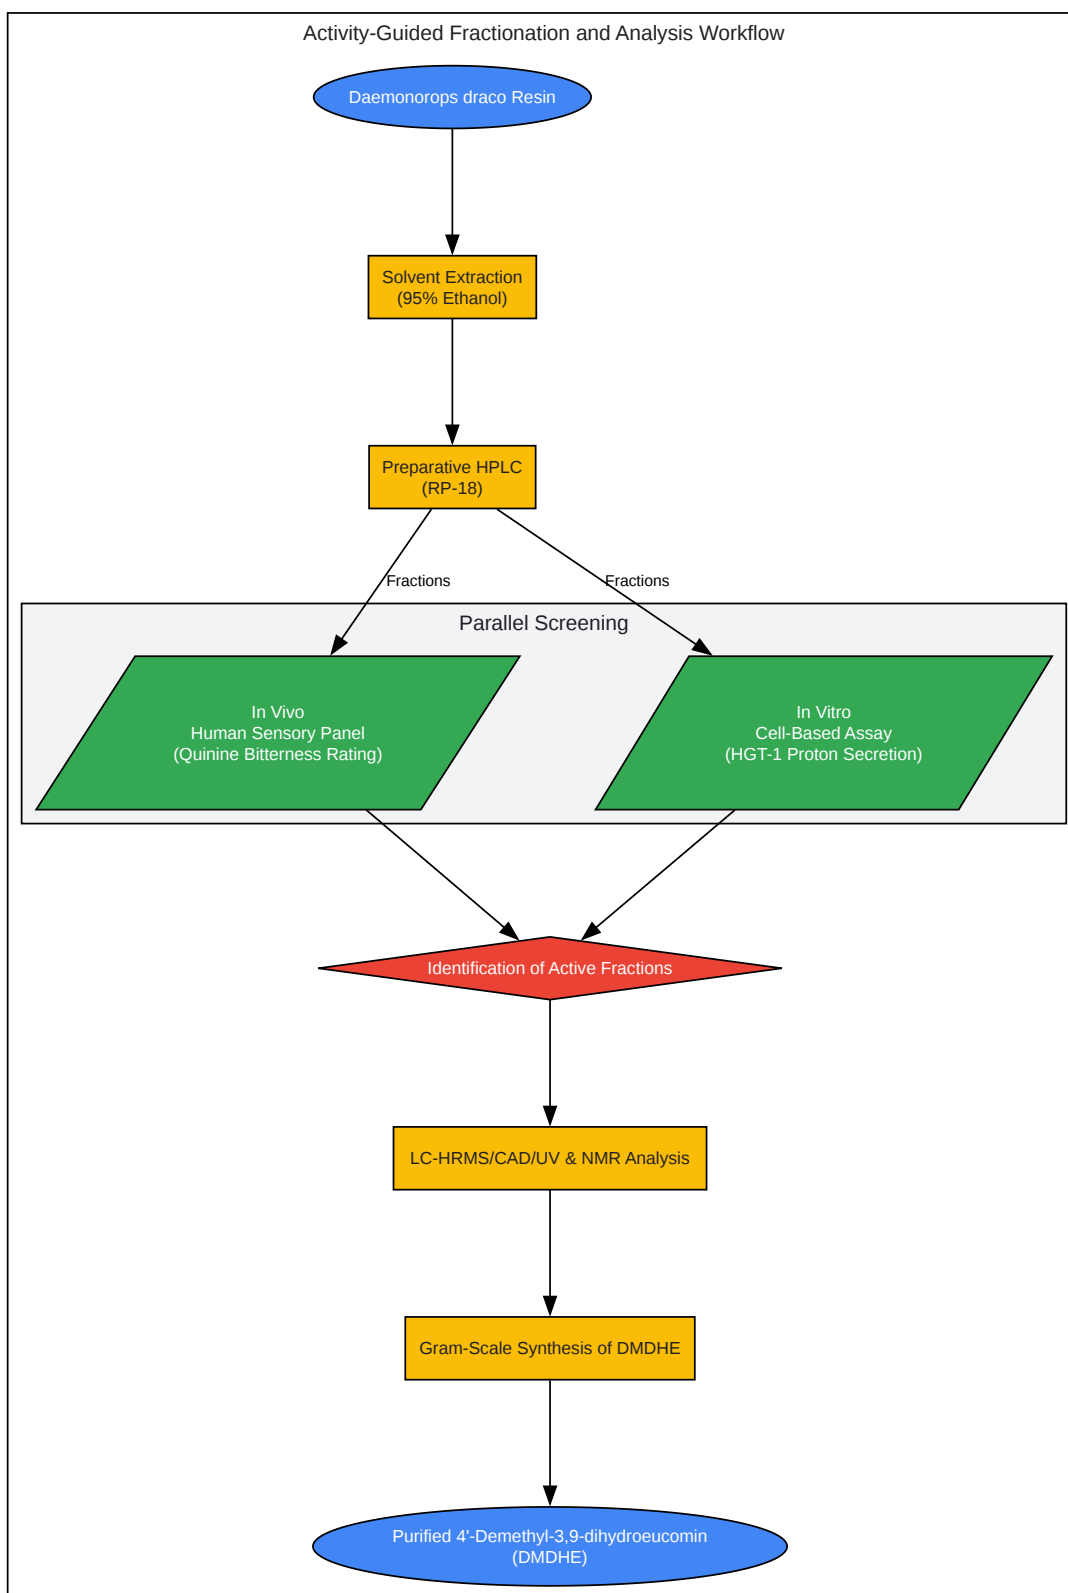 Activity-Guided Fractionation and Analysis Workflow
Daemonorops draco Resin
Solvent Extraction
(95% Ethanol)
Preparative HPLC
(RP-18)
Fractions
Fractions
Parallel Screening
In Vivo
Human Sensory Panel
(Quinine Bitterness Rating)
In Vitro
Cell-Based Assay
(HGT-1 Proton Secretion)
Identification of Active Fractions
LC-HRMS/CAD/UV & NMR Analysis
Gram-Scale Synthesis of DMDHE
Purified 4'-Demethyl-3,9-dihydroeucomin
(DMDHE)